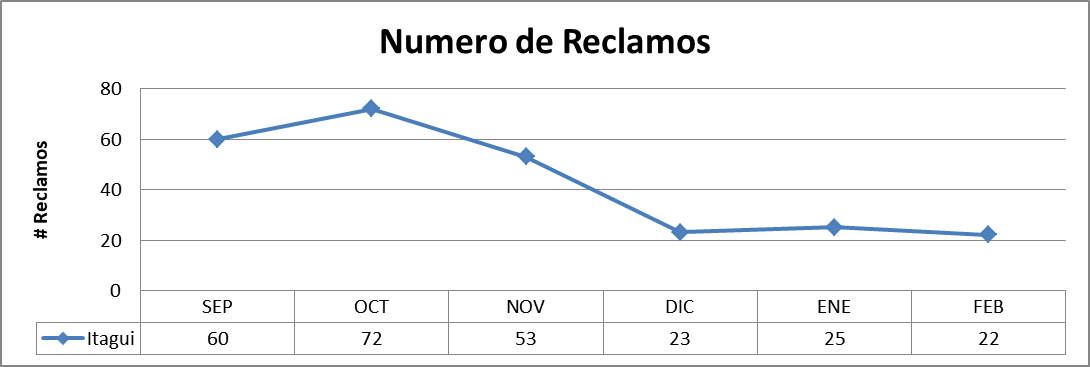 Numero de Reclamos
# Reclamos
80
60
40
20
0
SEP OCT NOV DIC ENE FEB
Itagui 60 72 53 23 25 22